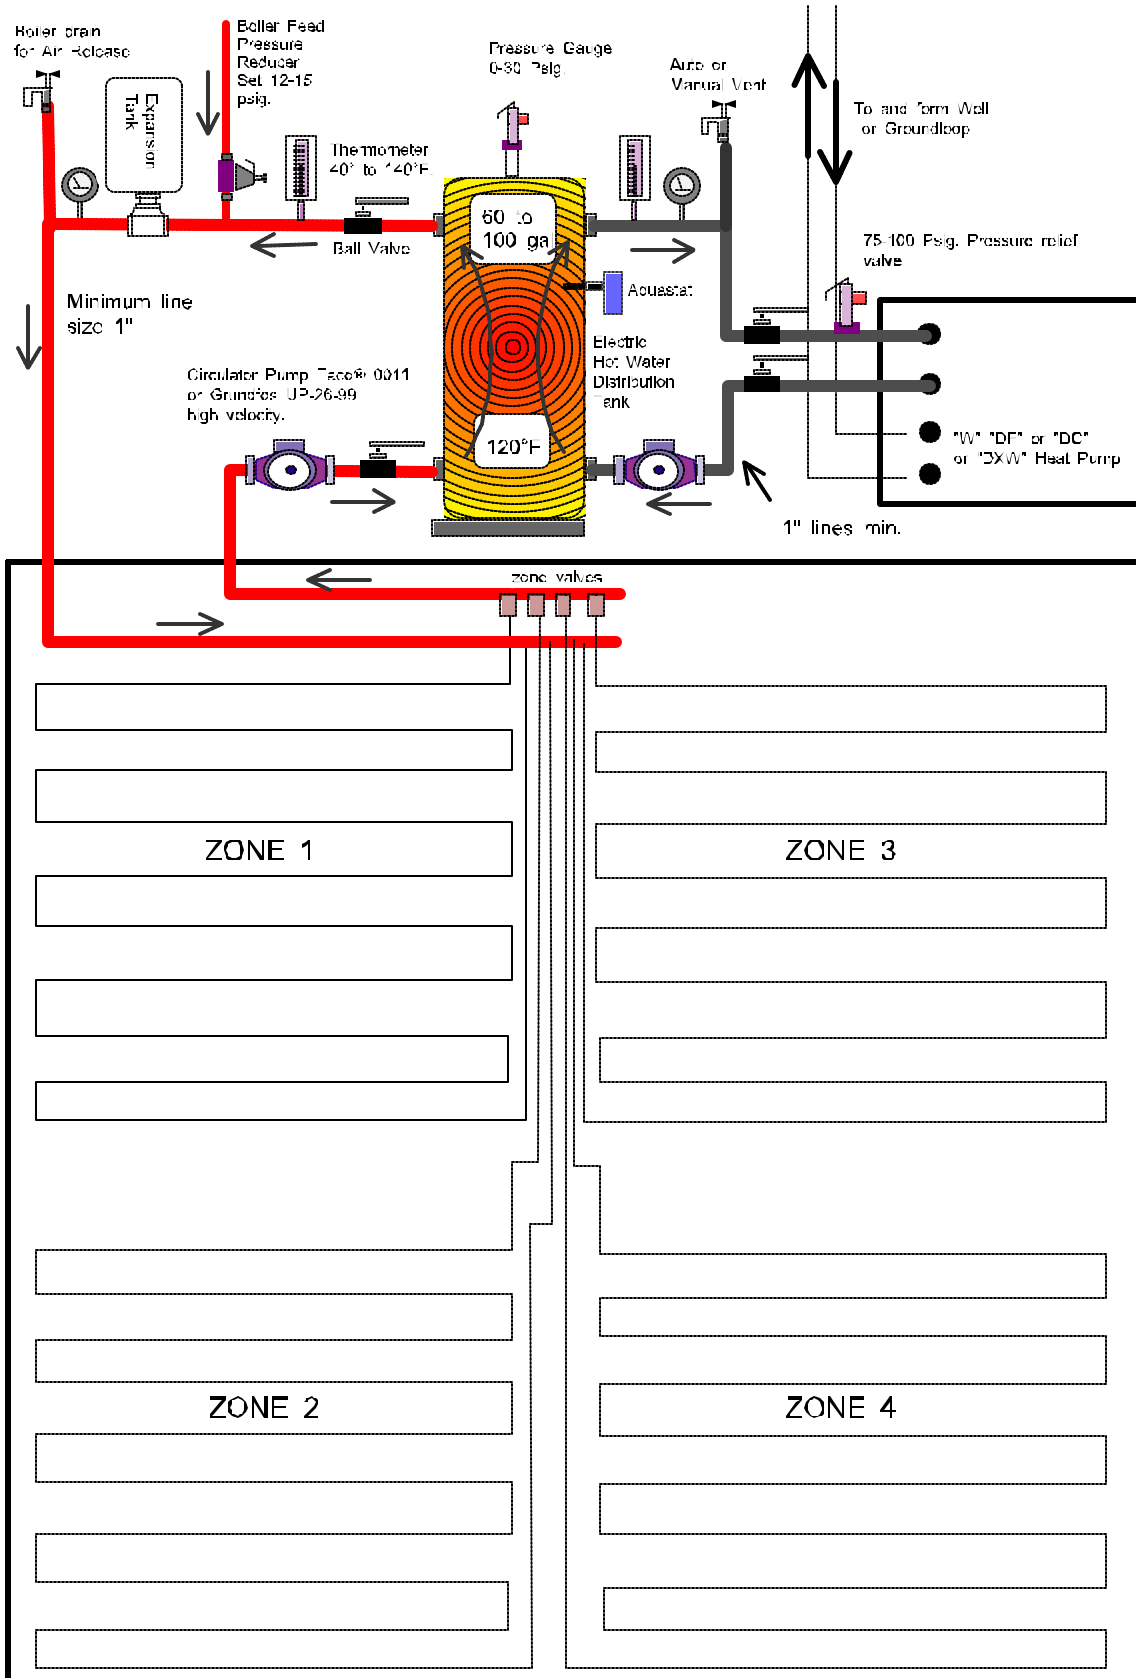 Boiler drain
for Air Release
Boiler Feed
Pressure
Reducer
Set 12-15
psig.
Expansion
Tank
Pressure Gauge
0-30 Psig.
Auto or
Manual Vent
To and form Well
or Groundloop
Thermometer
40° to 140°F.
Ball Valve
60 to
100 ga
75-100 Psig. Pressure relief
valve
Aquastat
Minimum line
size 1"
Electric
Hot Water
Distribution
Tank
Circulator Pump Taco® 0011
or Grundfos UP-26-99
high velocity.
120°F
"W" "DF" or "DC"
or "DXW" Heat Pump
1" lines min.
zone valves
ZONE 1
ZONE 3
ZONE 2
ZONE 4